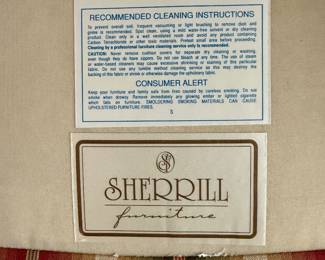 RECOMMENDED CLEANING INSTRUCTIONS
To prevent overall soil, frequent vacuuming or light brushing to remove dust and
grime is recommended. Spot clean, using a mild water-free solvent or dry cleaning
product. Clean only in a well ventilated room and avoid any product containing
Carbon Tetrachloride or other toxic materials. Pretest small area before proceeding.
Cleaning by a professional furniture cleaning service only is recommended.
CAUTION: Never remove cushion covers for separate dry cleaning or washing,
even though they do have zippers. Do not use bleach at any time. The use of steam
or water-based cleaners may cause excessive shrinking or staining of this particular
fabric. Do not use any tumble method cleaning service as this may destroy the
backing of this fabric or shrink or otherwise damage the upholstery fabric.
CONSUMER ALERT
Keep your furniture and family safe from fires caused by careless smoking. Do not
smoke when drowsy. Remove immediately any glowing ember or lighted cigarette
which falls on furniture. SMOLDERING SMOKING MATERIALS CAN CAUSE
UPHOLSTERED FURNITURE FIRES.
S
SF
SHERRILL
furniture